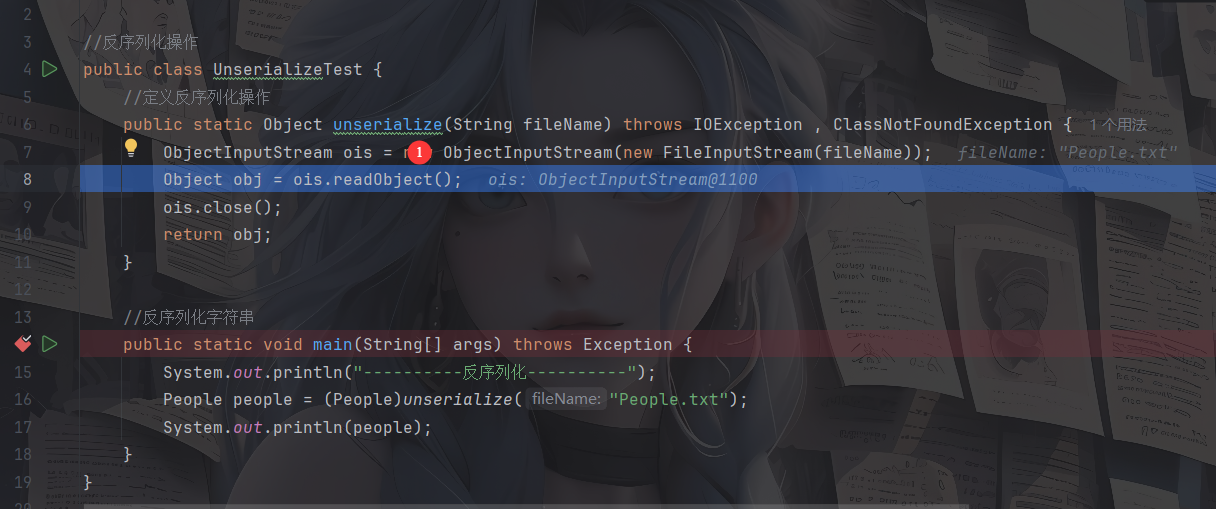 2
3 //反序列化操作
4 public class UnserializeTest {
5 //定义反序列化操作
6 public static Object unserialize(String fileName) throws IOException , ClassNotFoundException { 1 个用法
7 ObjectInputStream ois = n 1 ObjectInputStream(new FileInputStream(fileName)); fileName: "People.txt"
8 Object obj = ois.readObject(); ois: ObjectInputStream@1100
9 ois.close();
10 return obj;
11 }
12
13 //反序列化字符串
public static void main(String[] args) throws Exception {
15 System.out.println("----------反序列化----------");
16 People people = (People)unserialize( fileName: "People.txt");
17 System.out.println(people);
18 }
19 }
20